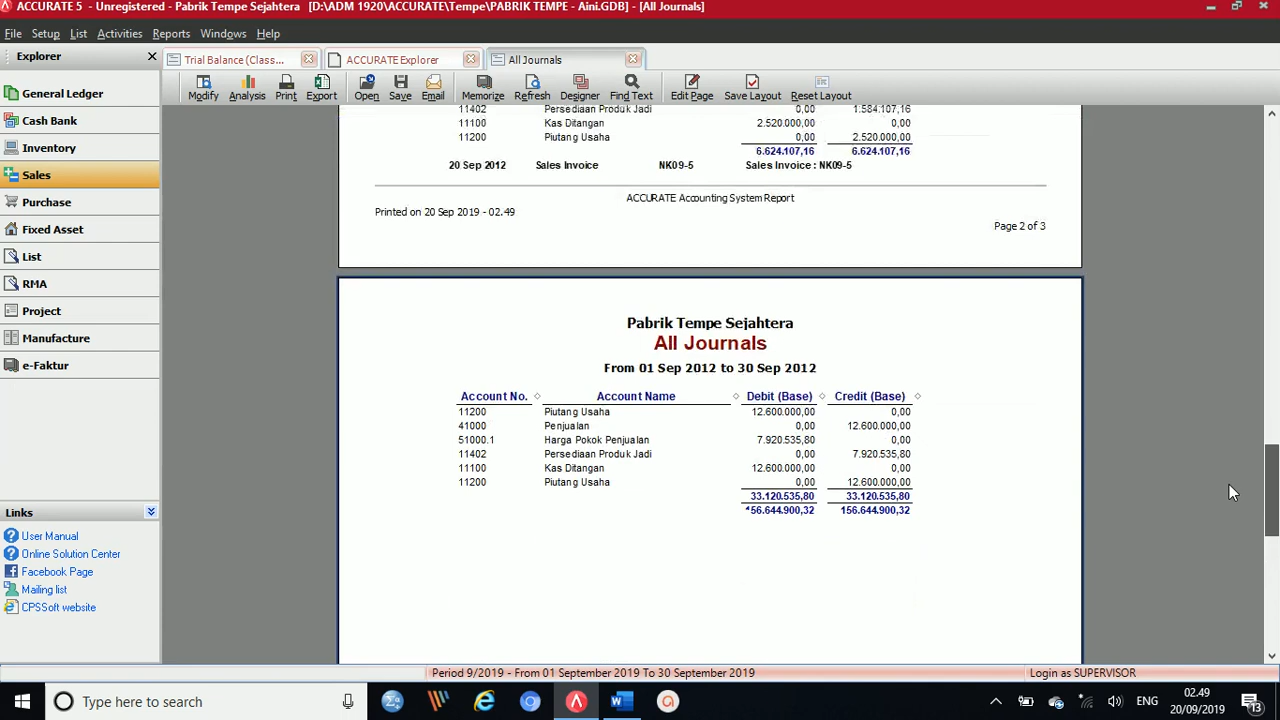 ACCURATE 5 - Unregistered - Pabrik Tempe Sejahtera [D:\ADM 1920\ACCURATE\Tempe\PABRIK TEMPE - Aini.GDB] - [All Journals]
File Setup List Activities Reports Windows Help
Explorer
Trial Balance (Class...
ACCURATE Explorer
All Journals
Modify Analysis Print Export Open Save Email Memorize Refresh Designer Find Text Edit Page Save Layout Reset Layout
General Ledger
Cash Bank
Inventory
Sales
Purchase
Fixed Asset
List
RMA
Project
Manufacture
e-Faktur
Links
User Manual
Online Solution Center
Facebook Page
Mailing list
CPSSoft website
11402 Persediaan Produk Jadi 0,00 1.584.107,16
11100 Kas Ditangan 2.520.000,00 0,00
11200 Piutang Usaha 0,00 2.520.000,00
6.624.107,16 6.624.107,16
20 Sep 2012 Sales Invoice NK09-5 Sales Invoice : NK09-5
ACCURATE Accounting System Report
Printed on 20 Sep 2019 - 02.49
Page 2 of 3
Pabrik Tempe Sejahtera
All Journals
From 01 Sep 2012 to 30 Sep 2012
Account No. Account Name Debit (Base) Credit (Base)
11200 Piutang Usaha 12.600.000,00 0,00
41000 Penjualan 0,00 12.600.000,00
51000.1 Harga Pokok Penjualan 7.920.535,80 0,00
11402 Persediaan Produk Jadi 0,00 7.920.535,80
11100 Kas Ditangan 12.600.000,00 0,00
11200 Piutang Usaha 0,00 12.600.000,00
33.120.535,80 33.120.535,80
156.644.900,32 156.644.900,32
Period 9/2019 - From 01 September 2019 To 30 September 2019
Login as SUPERVISOR
Type here to search
ENG
02.49
20/09/2019
13